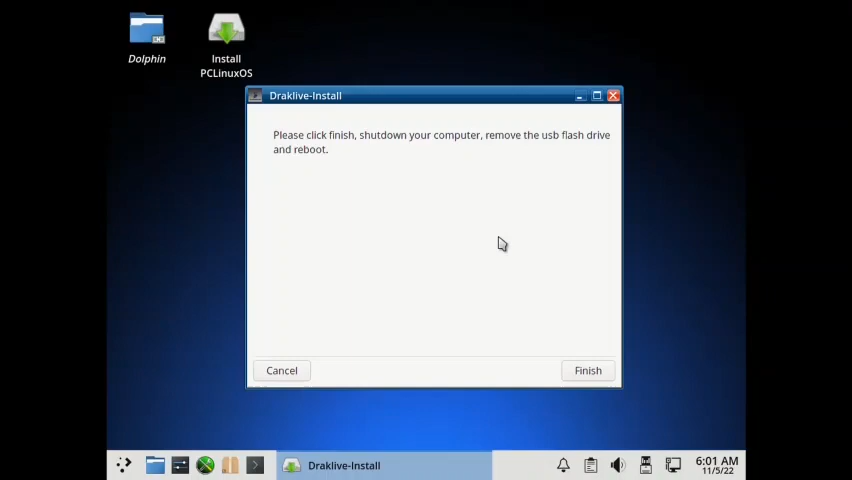 Dolphin
Install
PCLinuxOS
Draklive-Install
Please click finish, shutdown your computer, remove the usb flash drive
and reboot.
Cancel
Finish
Draklive-Install
6:01 AM
11/5/22